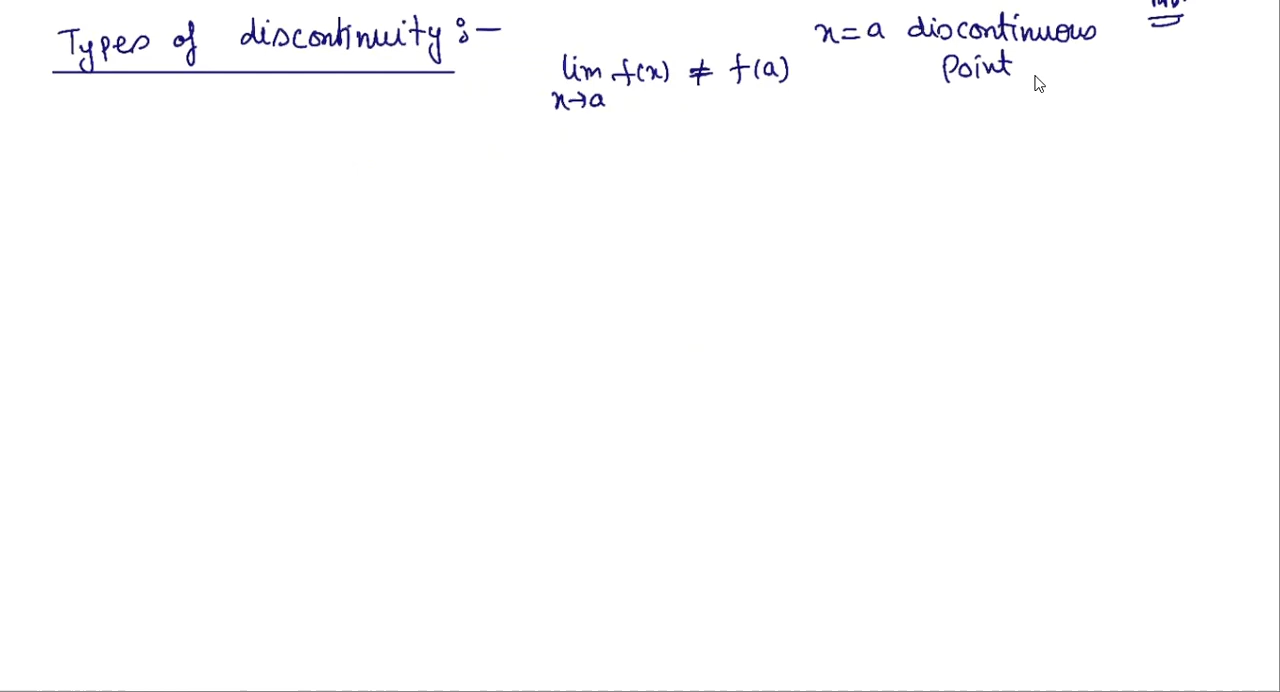 Types of discontinuity :-
lim f(x) ≠ f(a)
x→a
x=a discontinuous
Point